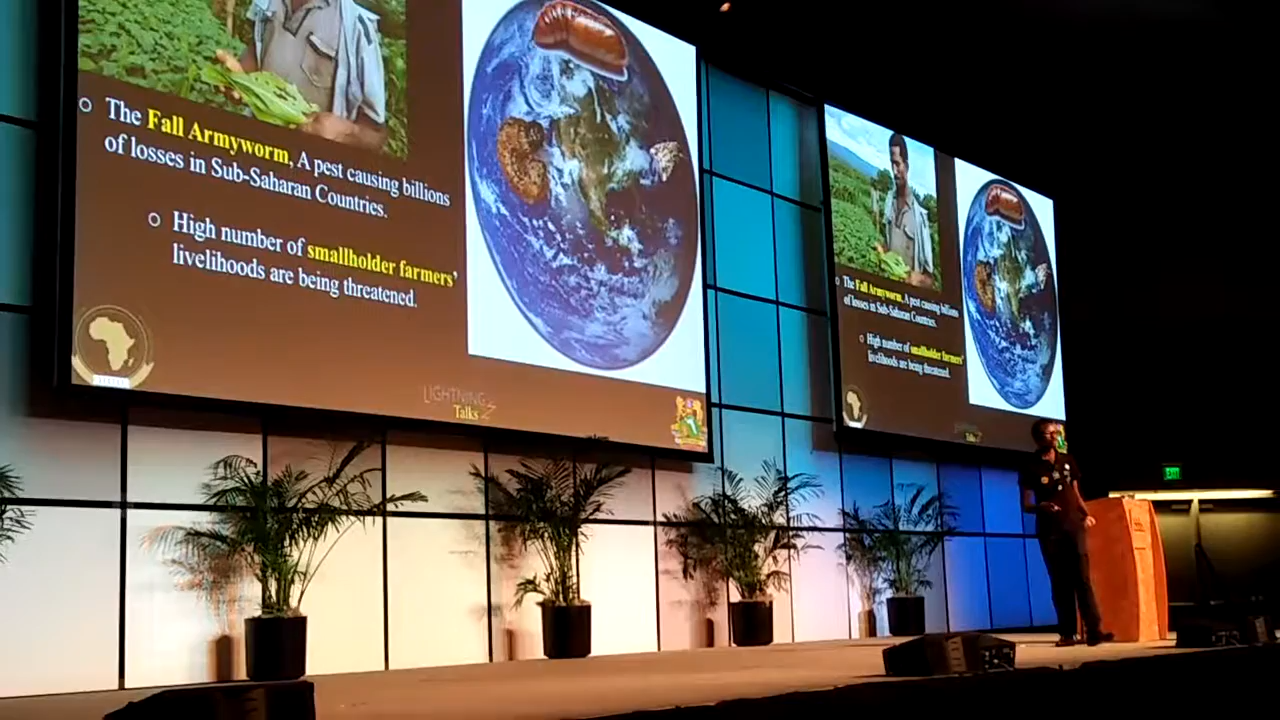 The Fall Armyworm, A pest causing billions
of losses in Sub-Saharan Countries.
High number of smallholder farmers'
livelihoods are being threatened.
LIGHTNING
Talks
The Fall Armyworm, A pest causing billions
of losses in Sub-Saharan Countries.
High number of smallholder farmers'
livelihoods are being threatened.
Talks
EXIT